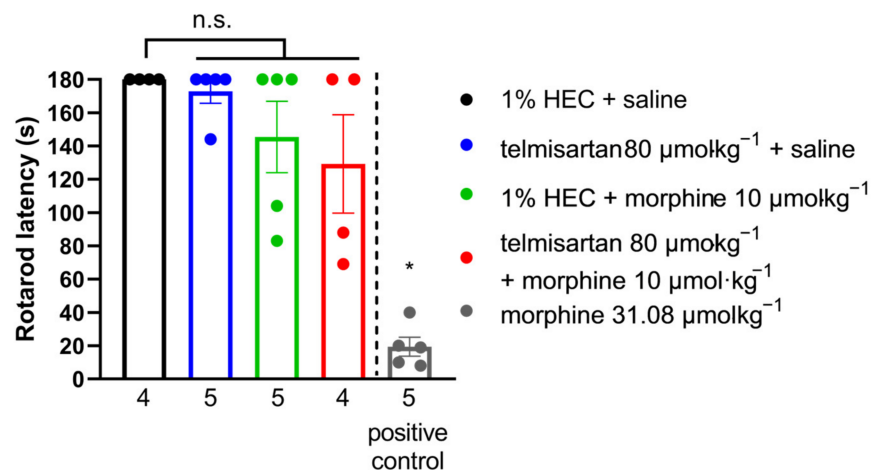 n.s.
Rotarod latency (s)
180
160
140
120
100
80
60
40
20
0
*
4 5 5 4 5
positive
control
1% HEC + saline
telmisartan80 µmol·kg⁻¹ + saline
1% HEC + morphine 10 µmolkg⁻¹
telmisartan 80 µmolkg⁻¹
+ morphine 10 µmol·kg⁻¹
morphine 31.08 µmolkg⁻¹